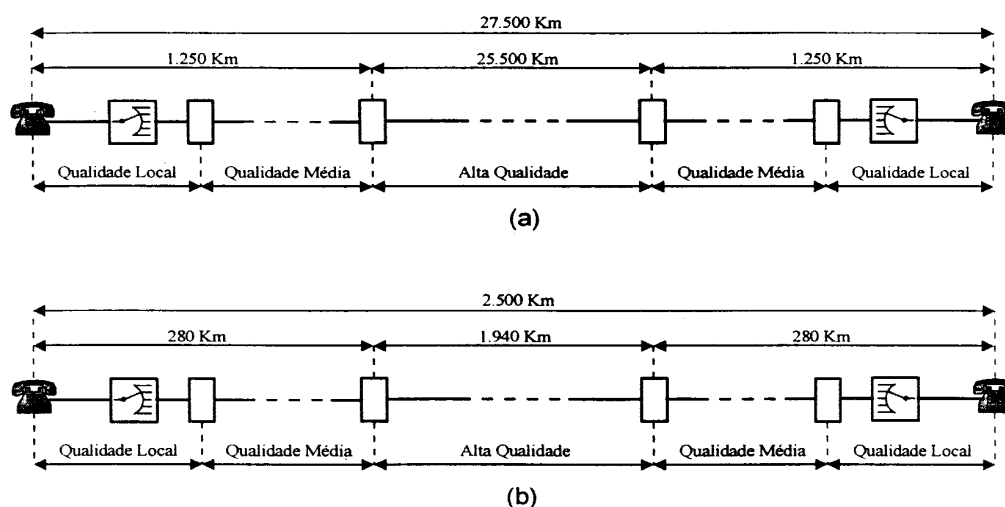 27.500 Km
1.250 Km 25.500 Km 1.250 Km
Qualidade Local Qualidade Média Alta Qualidade Qualidade Média Qualidade Local
(a)
2.500 Km
280 Km 1.940 Km 280 Km
Qualidade Local Qualidade Média Alta Qualidade Qualidade Média Qualidade Local
(b)